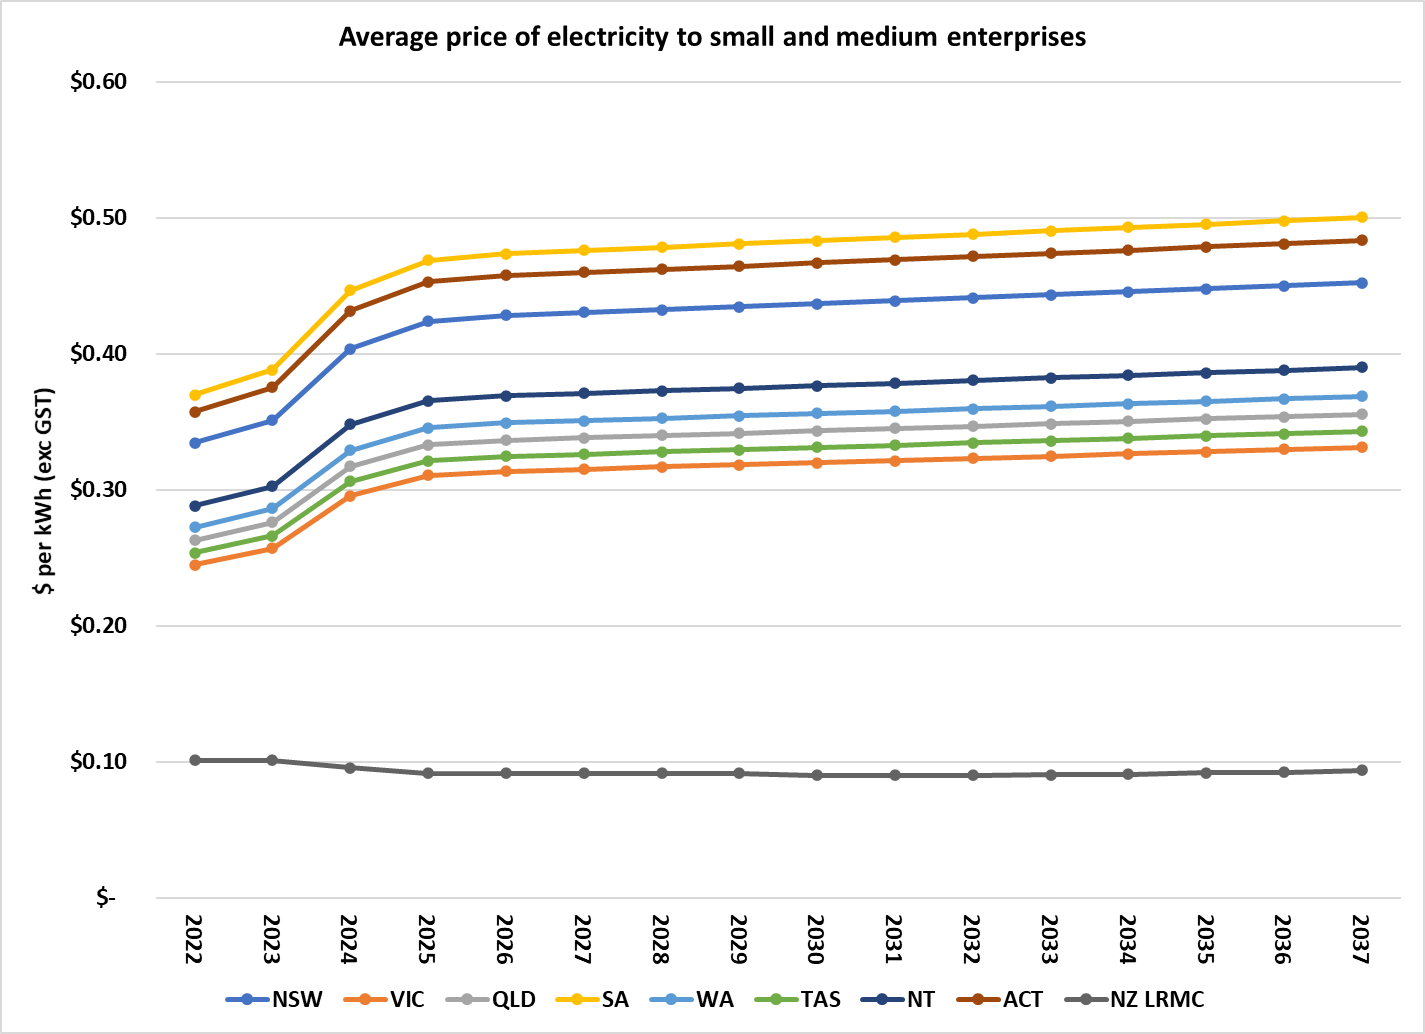 Average price of electricity to small and medium enterprises
$0.60
$0.50
$0.40
$0.30
$0.20
$0.10
$-
$ per kWh (exc GST)
2022 2023 2024 2025 2026 2027 2028 2029 2030 2031 2032 2033 2034 2035 2036 2037
NSW VIC QLD SA WA TAS NT ACT NZ LRMC